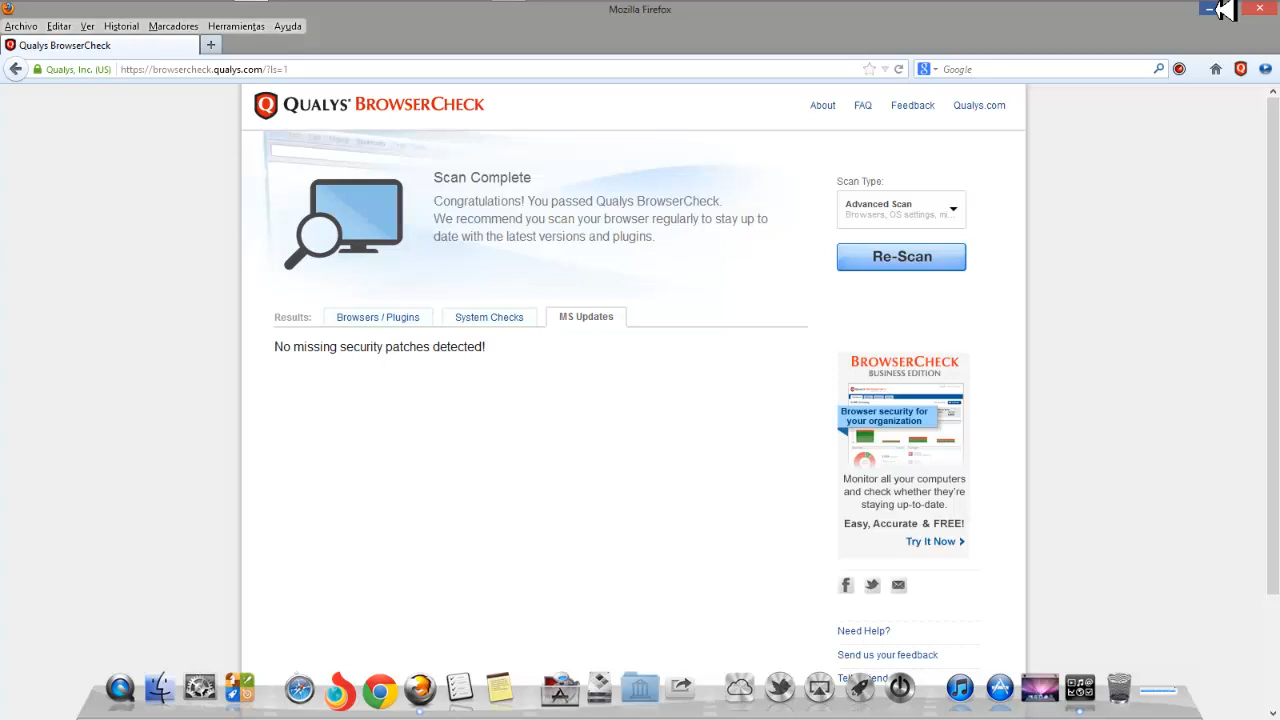 Mozilla Firefox
Archivo Editar Ver Historial Marcadores Herramientas Ayuda
Qualys BrowserCheck
Qualys, Inc. (US) https://browsercheck.qualys.com/?ls=1
Google
QUALYS® BROWSERCHECK
About FAQ Feedback Qualys.com
Scan Complete
Congratulations! You passed Qualys BrowserCheck.
We recommend you scan your browser regularly to stay up to
date with the latest versions and plugins.
Scan Type:
Advanced Scan
Browsers, OS settings, mi...
Re-Scan
Results: Browsers / Plugins System Checks MS Updates
No missing security patches detected!
BROWSERCHECK
BUSINESS EDITION
Browser security for
your organization
Monitor all your computers
and check whether they're
staying up-to-date.
Easy, Accurate & FREE!
Try It Now
Need Help?
Send us your feedback